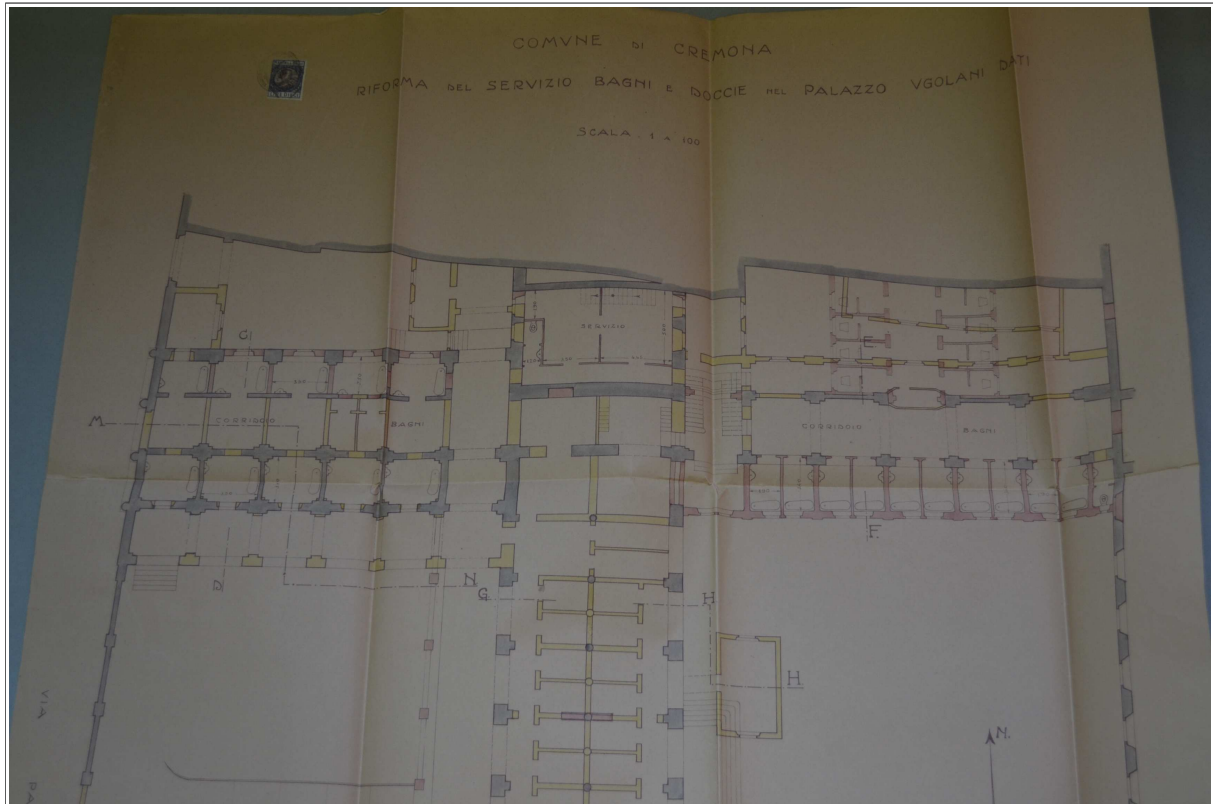 COMVNE DI CREMONA
RIFORMA DEL SERVIZIO BAGNI E DOCCIE NEL PALAZZO VGOLANI DATI
SCALA . 1 A 100
SERVIZIO
C
E
M.
CORRIDOIO
BAGNI
CORRIDOIO
BAGNI
F.
D
N.
G
H
H.
VIA
PA
N.